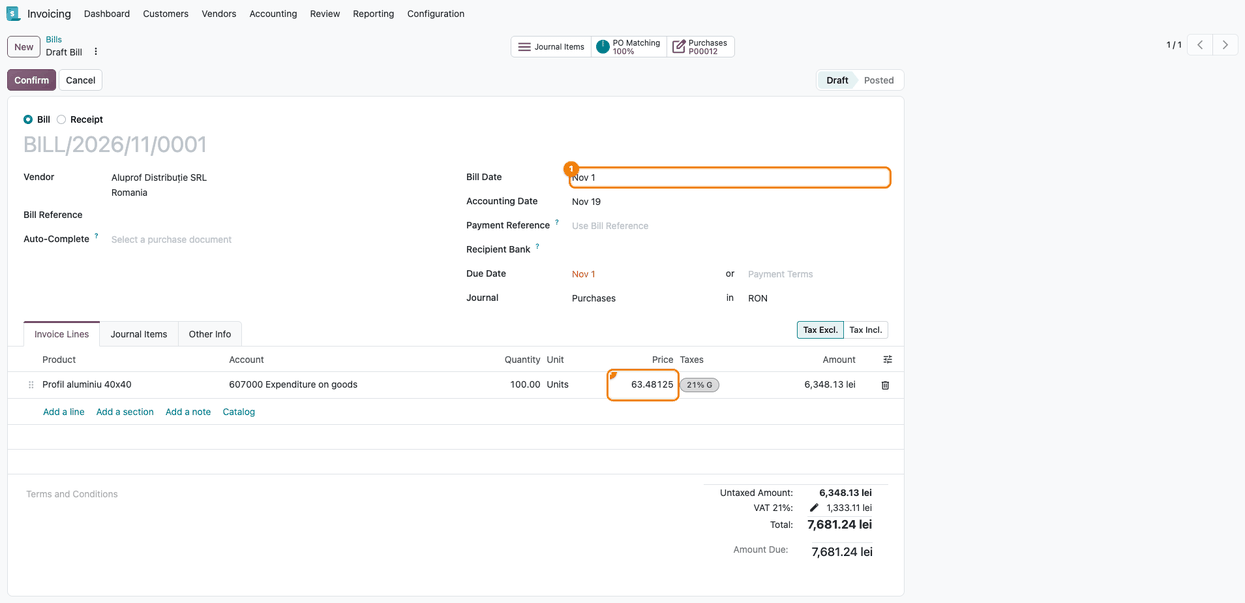 Invoicing Dashboard Customers Vendors Accounting Review Reporting Configuration
New
Bills
Draft Bill
Journal Items
PO Matching
100%
Purchases
P00012
1 / 1
Confirm Cancel
Draft Posted
Bill Receipt
BILL/2026/11/0001
Vendor Aluprof Distribuție SRL
Romania
Bill Reference
Auto-Complete ? Select a purchase document
1
Bill Date Nov 1
Accounting Date Nov 19
Payment Reference ? Use Bill Reference
Recipient Bank ?
Due Date Nov 1 or Payment Terms
Journal Purchases in RON
Invoice Lines Journal Items Other Info Tax Excl. Tax Incl.
Product Account Quantity Unit Price Taxes Amount
Profil aluminiu 40x40 607000 Expenditure on goods 100.00 Units 63.48125 21% G 6,348.13 lei
Add a line Add a section Add a note Catalog
Terms and Conditions
Untaxed Amount: 6,348.13 lei
VAT 21%: 1,333.11 lei
Total: 7,681.24 lei
Amount Due: 7,681.24 lei